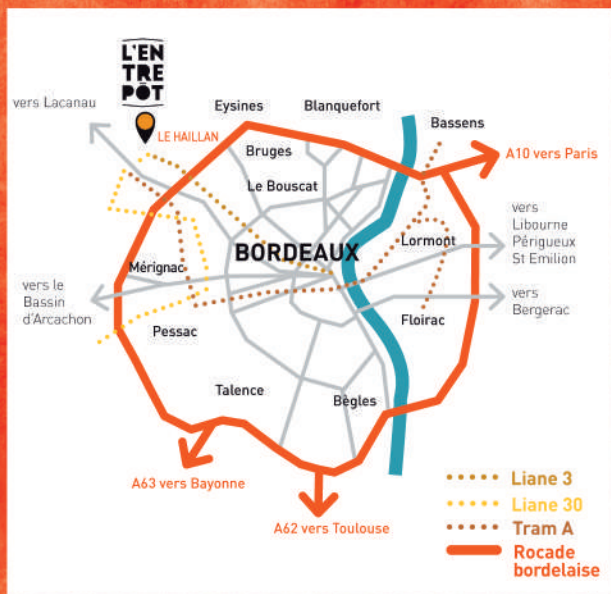 L'EN
TRE
PÔT
vers Lacanau
LE HAILLAN
Eysines
Blanquefort
Bassens
Bruges
A10 vers Paris
Le Bouscat
BORDEAUX
Lormont
vers
Libourne
Périgueux
St Emilion
Mérignac
vers le
Bassin
d'Arcachon
vers
Bergerac
Pessac
Floirac
Talence
Bègles
A63 vers Bayonne
A62 vers Toulouse
Liane 3
Liane 30
Tram A
Rocade
bordelaise